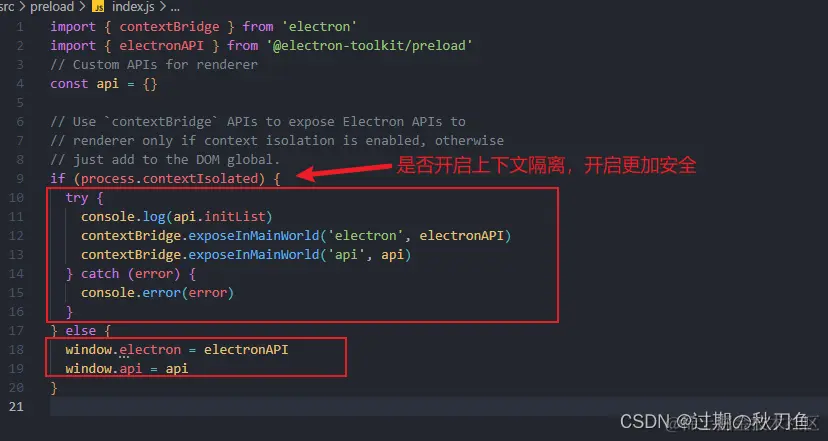 src > preload > JS index.js > ...
1 import { contextBridge } from 'electron'
2 import { electronAPI } from '@electron-toolkit/preload'
3 // Custom APIs for renderer
4 const api = {}
5
6 // Use `contextBridge` APIs to expose Electron APIs to
7 // renderer only if context isolation is enabled, otherwise
8 // just add to the DOM global.
9 if (process.contextIsolated) { 是否开启上下文隔离，开启更加安全
10 try {
11 console.log(api.initList)
12 contextBridge.exposeInMainWorld('electron', electronAPI)
13 contextBridge.exposeInMainWorld('api', api)
14 } catch (error) {
15 console.error(error)
16 }
17 } else {
18 window.electron = electronAPI
19 window.api = api
20 }
21
CSDN @过期の秋刀鱼